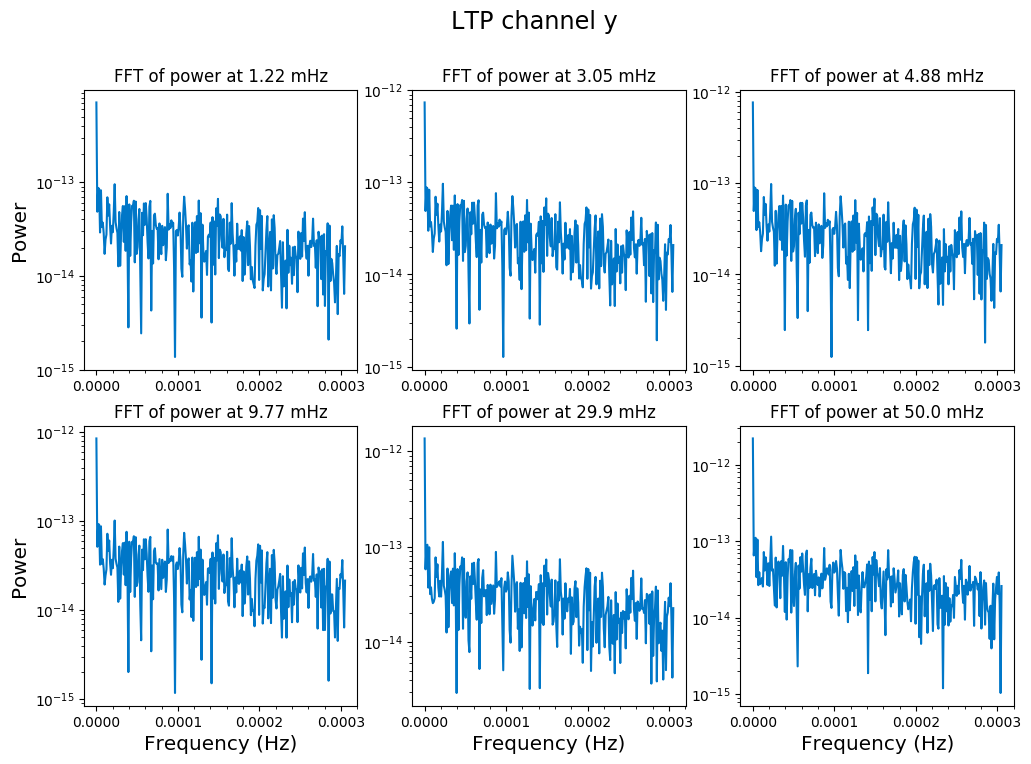 LTP channel y
FFT of power at 1.22 mHz
FFT of power at 3.05 mHz
FFT of power at 4.88 mHz
Power
10⁻¹³
10⁻¹⁴
10⁻¹⁵
0.0000 0.0001 0.0002 0.0003
10⁻¹²
10⁻¹³
10⁻¹⁴
10⁻¹⁵
0.0000 0.0001 0.0002 0.0003
10⁻¹²
10⁻¹³
10⁻¹⁴
10⁻¹⁵
0.0000 0.0001 0.0002 0.0003
FFT of power at 9.77 mHz
FFT of power at 29.9 mHz
FFT of power at 50.0 mHz
Power
10⁻¹²
10⁻¹³
10⁻¹⁴
10⁻¹⁵
0.0000 0.0001 0.0002 0.0003
Frequency (Hz)
10⁻¹²
10⁻¹³
10⁻¹⁴
0.0000 0.0001 0.0002 0.0003
Frequency (Hz)
10⁻¹²
10⁻¹³
10⁻¹⁴
10⁻¹⁵
0.0000 0.0001 0.0002 0.0003
Frequency (Hz)